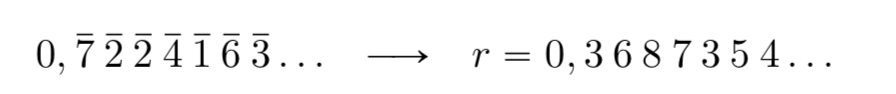 0, 7̄ 2̄ 2̄ 4̄ 1̄ 6̄ 3̄ . . . ⟶ r = 0, 3 6 8 7 3 5 4 . . .